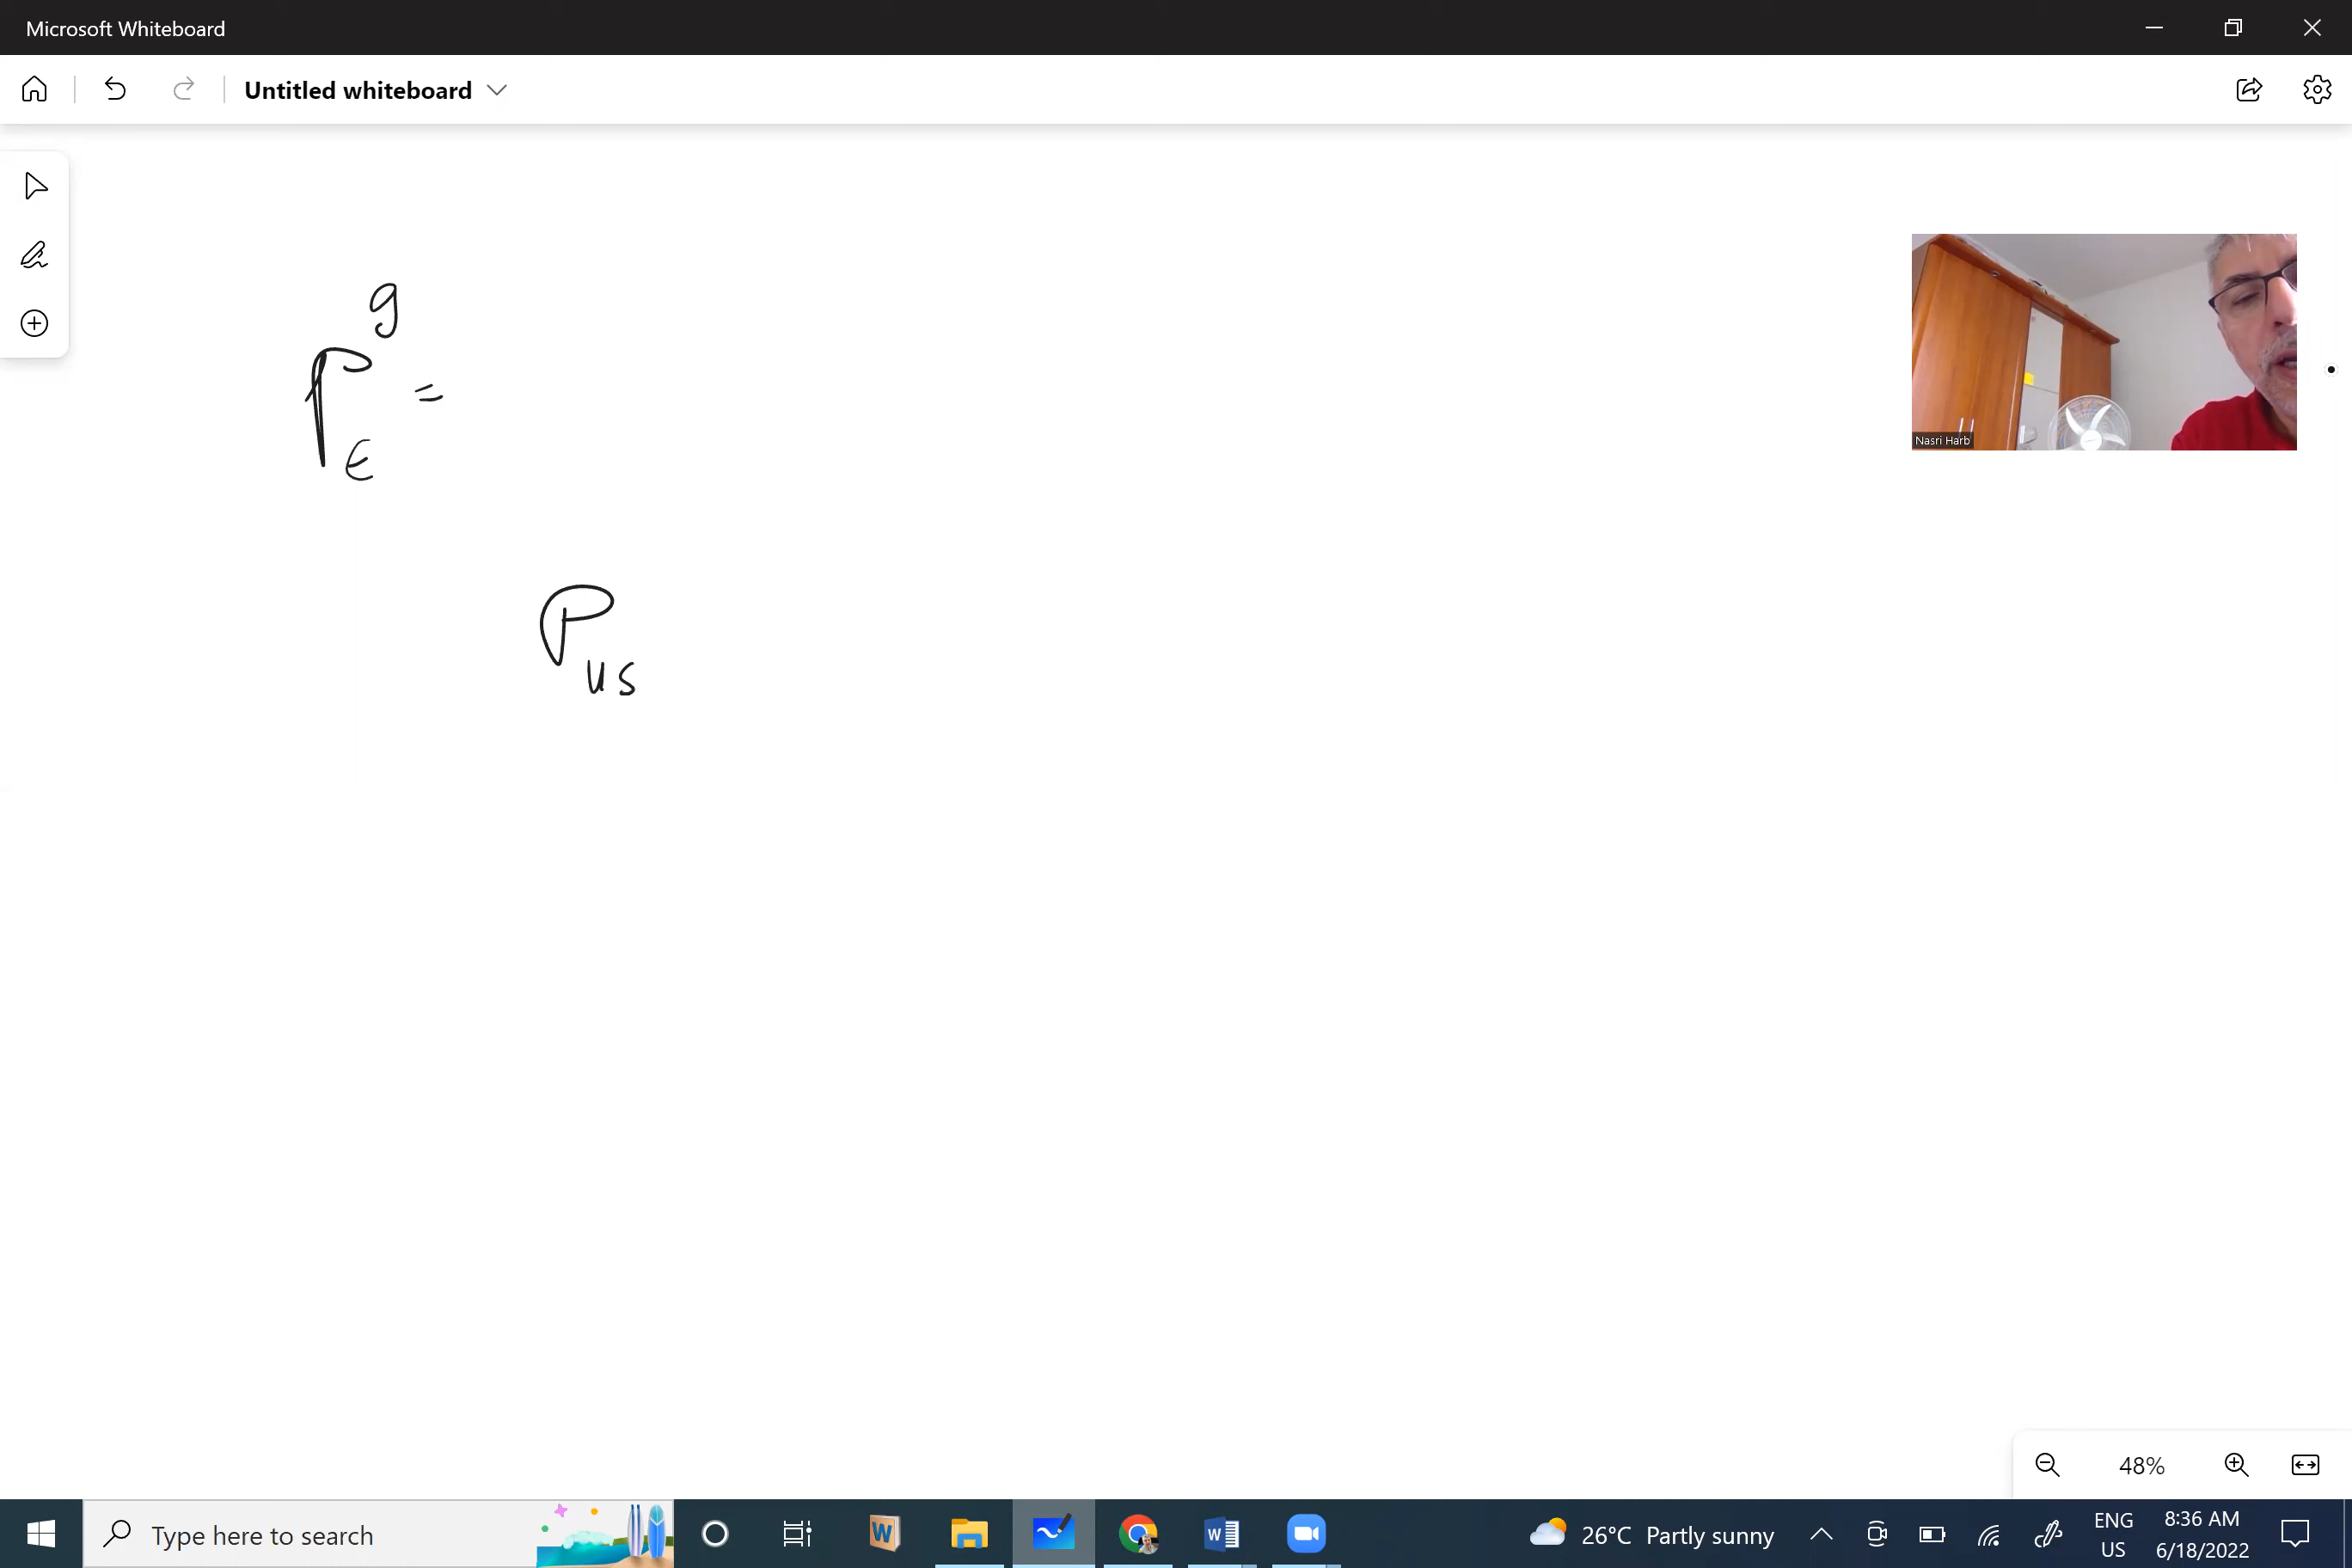 Microsoft Whiteboard
Untitled whiteboard
g
P =
E
P
us
Nasri Harb
48%
Type here to search
26°C Partly sunny
ENG
US
8:36 AM
6/18/2022